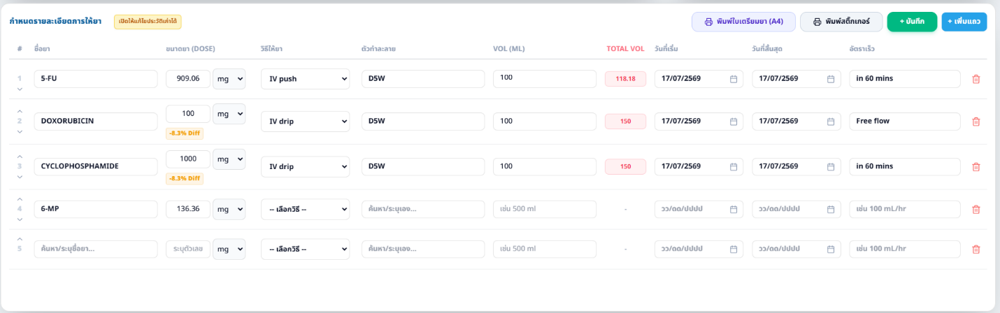 กำหนดรายละเอียดการให้ยา เปิดให้แก้ไขประวัติเก่าได้ พิมพ์ใบเตรียมยา (A4) พิมพ์สติ๊กเกอร์ + บันทึก + เพิ่มแถว
# ชื่อยา ขนาดยา (DOSE) วิธีให้ยา ตัวทำละลาย VOL (ML) TOTAL VOL วันที่เริ่ม วันที่สิ้นสุด อัตราเร็ว
1 5-FU 909.06 mg IV push D5W 100 118.18 17/07/2569 17/07/2569 in 60 mins
2 DOXORUBICIN 100 mg IV drip D5W 100 150 17/07/2569 17/07/2569 Free flow
-8.3% Diff
3 CYCLOPHOSPHAMIDE 1000 mg IV drip D5W 100 150 17/07/2569 17/07/2569 in 60 mins
-8.3% Diff
4 6-MP 136.36 mg -- เลือกวิธี -- ค้นหา/ระบุเอง... เช่น 500 ml - วว/ดด/ปปปป วว/ดด/ปปปป เช่น 100 mL/hr
5 ค้นหา/ระบุชื่อยา... ระบุตัวเลข mg -- เลือกวิธี -- ค้นหา/ระบุเอง... เช่น 500 ml - วว/ดด/ปปปป วว/ดด/ปปปป เช่น 100 mL/hr